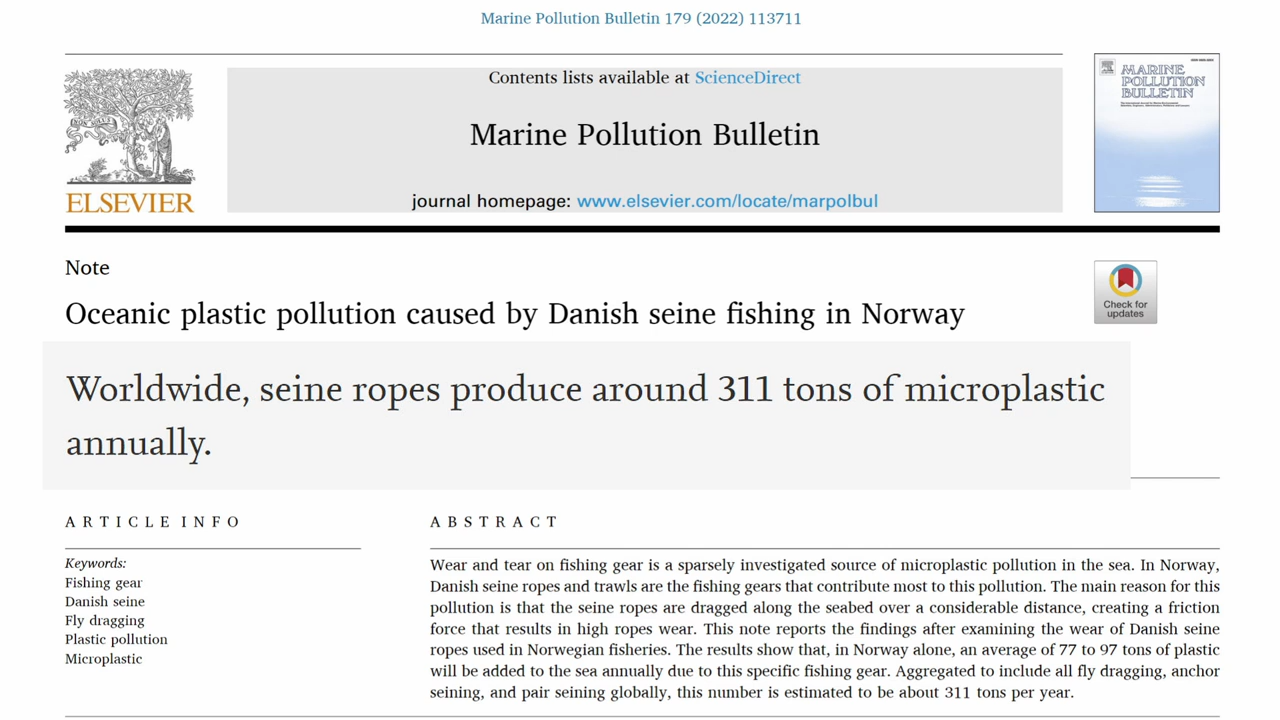 Marine Pollution Bulletin 179 (2022) 113711
Contents lists available at ScienceDirect
Marine Pollution Bulletin
journal homepage: www.elsevier.com/locate/marpolbul
ELSEVIER
MARINE
POLLUTION
BULLETIN
Note
Oceanic plastic pollution caused by Danish seine fishing in Norway
Check for
updates
Worldwide, seine ropes produce around 311 tons of microplastic
annually.
ARTICLE INFO
Keywords:
Fishing gear
Danish seine
Fly dragging
Plastic pollution
Microplastic
ABSTRACT
Wear and tear on fishing gear is a sparsely investigated source of microplastic pollution in the sea. In Norway,
Danish seine ropes and trawls are the fishing gears that contribute most to this pollution. The main reason for this
pollution is that the seine ropes are dragged along the seabed over a considerable distance, creating a friction
force that results in high ropes wear. This note reports the findings after examining the wear of Danish seine
ropes used in Norwegian fisheries. The results show that, in Norway alone, an average of 77 to 97 tons of plastic
will be added to the sea annually due to this specific fishing gear. Aggregated to include all fly dragging, anchor
seining, and pair seining globally, this number is estimated to be about 311 tons per year.